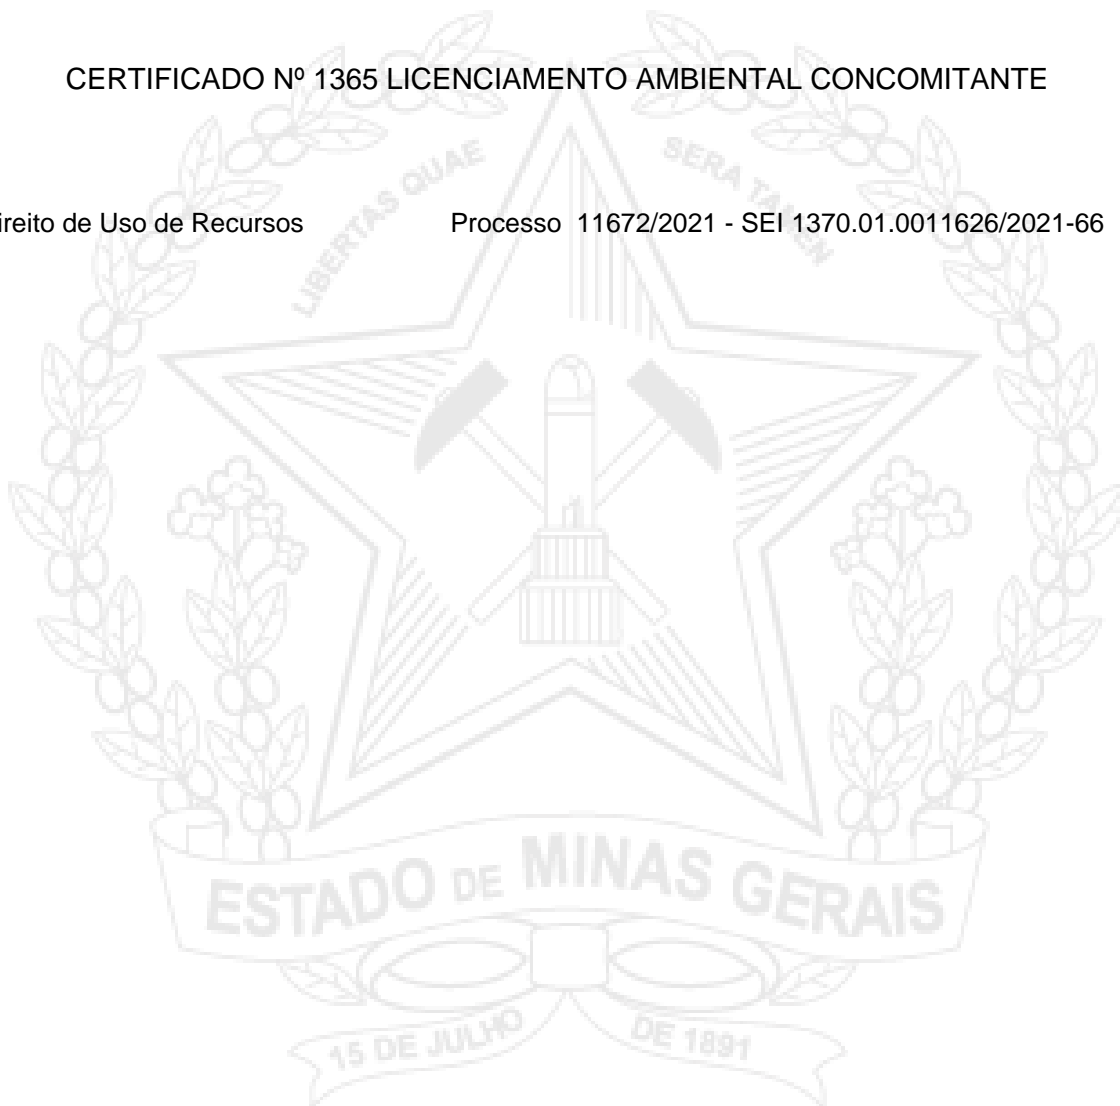 CERTIFICADO Nº 1365 LICENCIAMENTO AMBIENTAL CONCOMITANTE
ireito de Uso de Recursos Processo 11672/2021 - SEI 1370.01.0011626/2021-66
LIBERTAS QUAE SERA TAMEN
ESTADO DE MINAS GERAIS
15 DE JULHO DE 1891